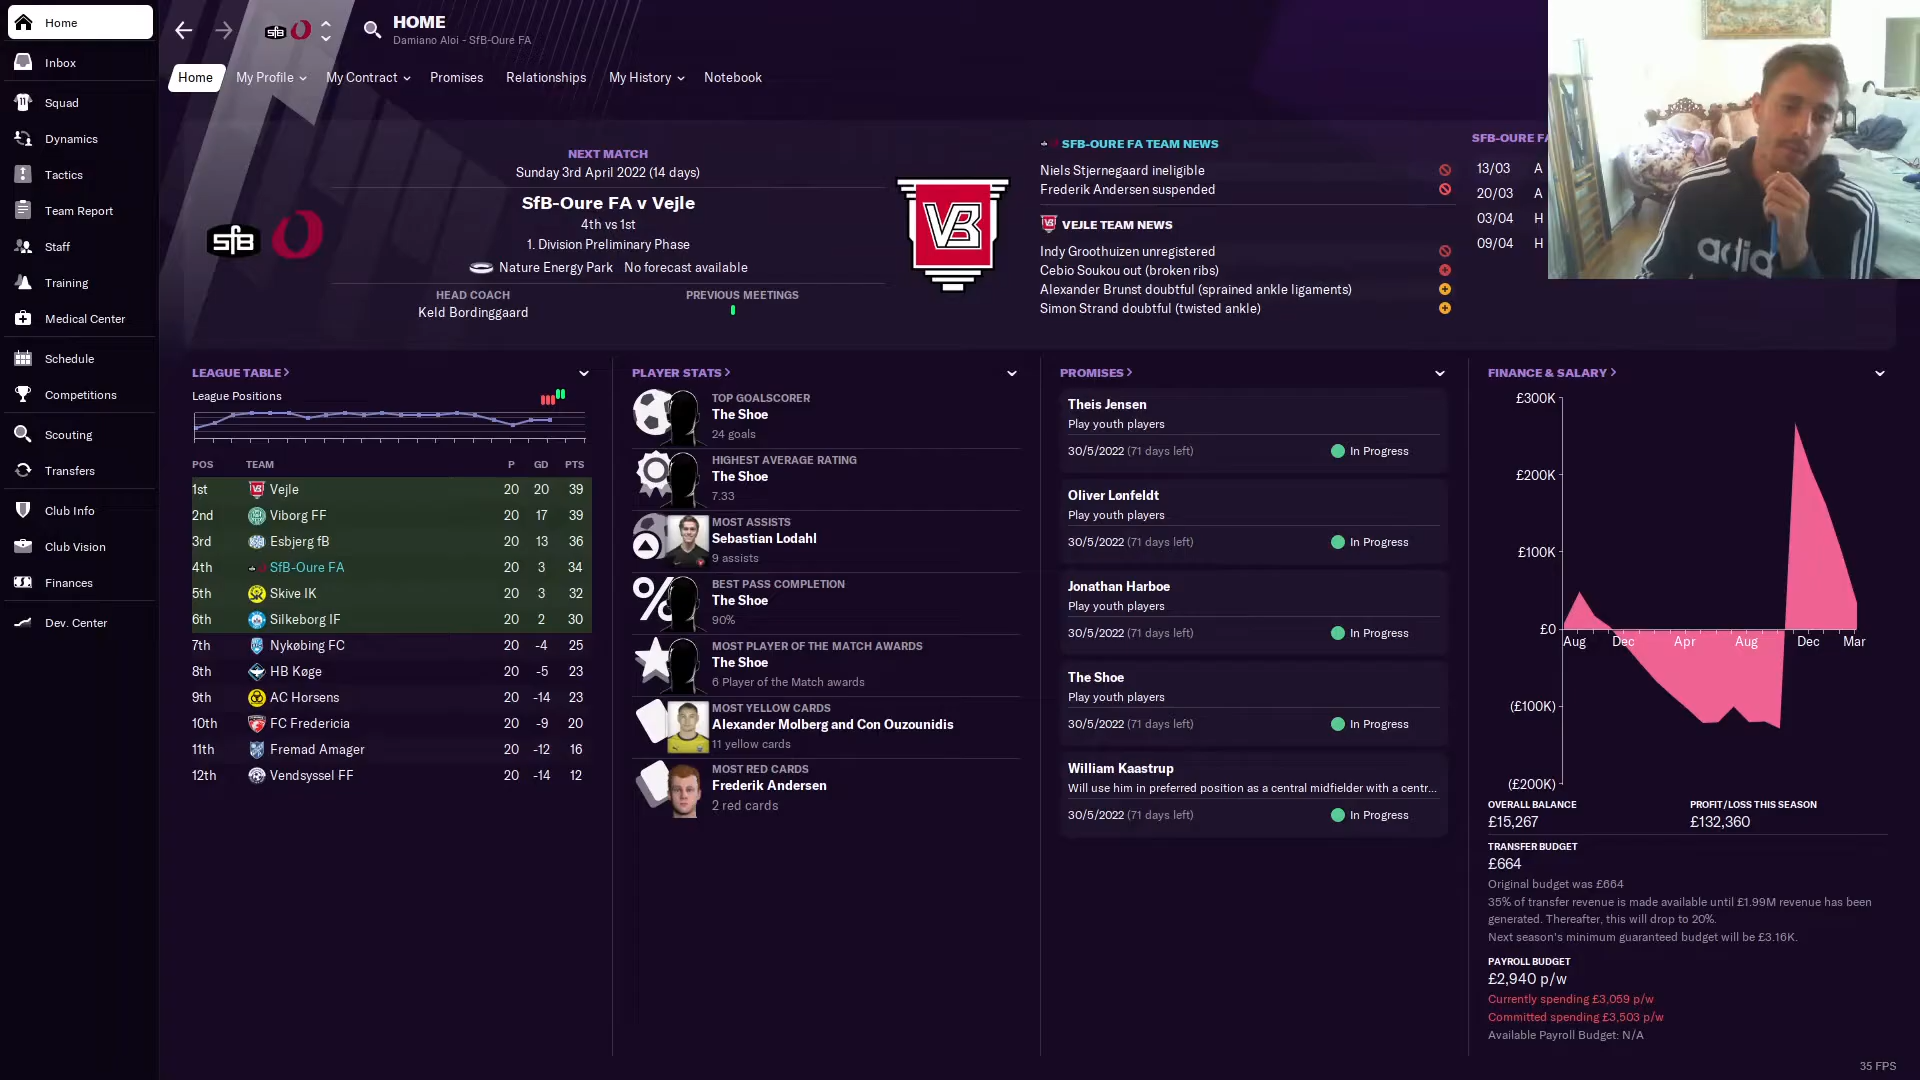 Home
Inbox
Squad
Dynamics
Tactics
Team Report
Staff
Training
Medical Center
Schedule
Competitions
Scouting
Transfers
Club Info
Club Vision
Finances
Dev. Center
sfb
HOME
Damiano Aloi - SfB-Oure FA
Home
My Profile
My Contract
Promises
Relationships
My History
Notebook
NEXT MATCH
Sunday 3rd April 2022 (14 days)
SfB-Oure FA v Vejle
4th vs 1st
1. Division Preliminary Phase
Nature Energy Park No forecast available
HEAD COACH
Keld Bordinggaard
PREVIOUS MEETINGS
sfb
VB
SFB-OURE FA TEAM NEWS
Niels Stjernegaard ineligible
Frederik Andersen suspended
VEJLE TEAM NEWS
Indy Groothuizen unregistered
Cebio Soukou out (broken ribs)
Alexander Brunst doubtful (sprained ankle ligaments)
Simon Strand doubtful (twisted ankle)
SFB-OURE FA
13/03 A
20/03 A
03/04 H
09/04 H
adida
LEAGUE TABLE
League Positions
POS TEAM P GD PTS
1st Vejle 20 20 39
2nd Viborg FF 20 17 39
3rd Esbjerg fB 20 13 36
4th SfB-Oure FA 20 3 34
5th Skive IK 20 3 32
6th Silkeborg IF 20 2 30
7th Nykøbing FC 20 -4 25
8th HB Køge 20 -5 23
9th AC Horsens 20 -14 23
10th FC Fredericia 20 -9 20
11th Fremad Amager 20 -12 16
12th Vendsyssel FF 20 -14 12
PLAYER STATS
TOP GOALSCORER
The Shoe
24 goals
HIGHEST AVERAGE RATING
The Shoe
7.33
MOST ASSISTS
Sebastian Lodahl
9 assists
BEST PASS COMPLETION
The Shoe
90%
MOST PLAYER OF THE MATCH AWARDS
The Shoe
6 Player of the Match awards
MOST YELLOW CARDS
Alexander Molberg and Con Ouzounidis
11 yellow cards
MOST RED CARDS
Frederik Andersen
2 red cards
PROMISES
Theis Jensen
Play youth players
30/5/2022 (71 days left) In Progress
Oliver Lønfeldt
Play youth players
30/5/2022 (71 days left) In Progress
Jonathan Harboe
Play youth players
30/5/2022 (71 days left) In Progress
The Shoe
Play youth players
30/5/2022 (71 days left) In Progress
William Kaastrup
Will use him in preferred position as a central midfielder with a centr...
30/5/2022 (71 days left) In Progress
FINANCE & SALARY
£300K
£200K
£100K
£0
Aug Dec Apr Aug Dec Mar
(£100K)
(£200K)
OVERALL BALANCE
£15,267
PROFIT/LOSS THIS SEASON
£132,360
TRANSFER BUDGET
£664
Original budget was £664
35% of transfer revenue is made available until £1.99M revenue has been
generated. Thereafter, this will drop to 20%.
Next season's minimum guaranteed budget will be £3.16K.
PAYROLL BUDGET
£2,940 p/w
Currently spending £3,059 p/w
Committed spending £3,503 p/w
Available Payroll Budget: N/A
35 FPS